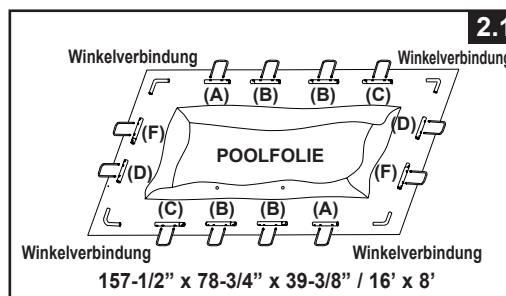 2.1
Winkelverbindung Winkelverbindung
(A) (B) (B) (C)
(F) (D)
POOLFOLIE
(D) (F)
(C) (B) (B) (A)
Winkelverbindung Winkelverbindung
157-1/2” x 78-3/4” x 39-3/8” / 16’ x 8’